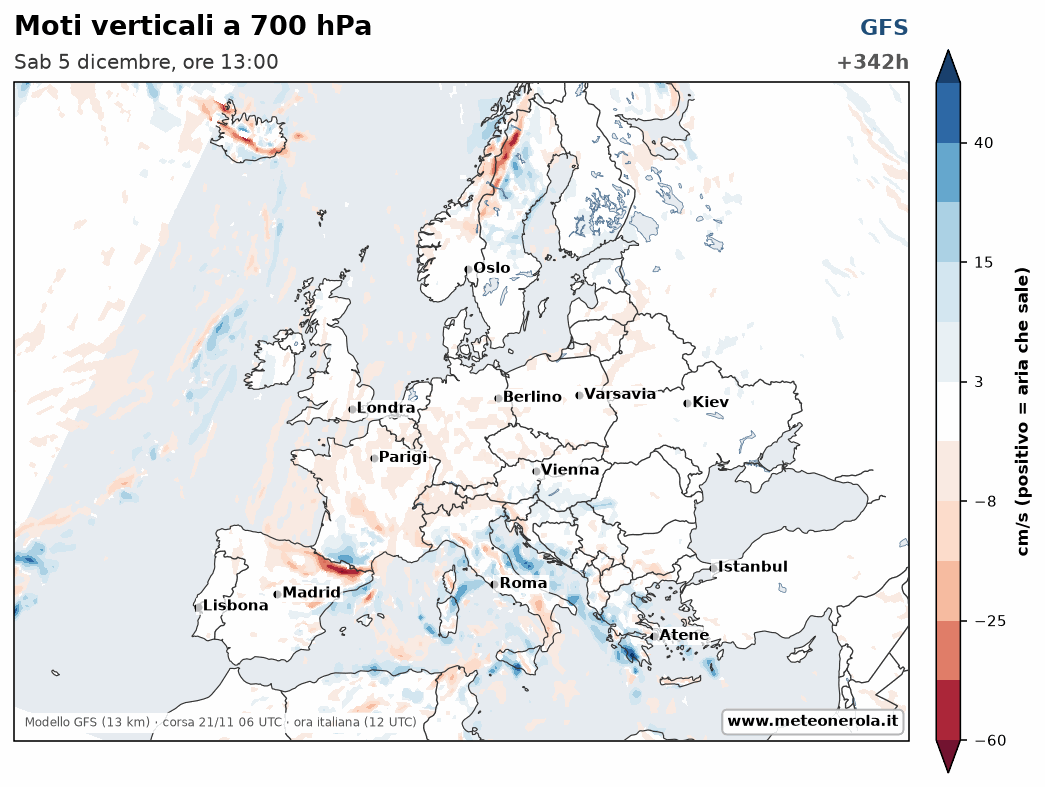 Moti verticali a 700 hPa
GFS
Sab 5 dicembre, ore 13:00
+342h
40
15
3
−8
−25
−60
cm/s (positivo = aria che sale)
Oslo
Londra
Berlino
Varsavia
Kiev
Parigi
Vienna
Istanbul
Roma
Madrid
Lisbona
Atene
Modello GFS (13 km) · corsa 21/11 06 UTC · ora italiana (12 UTC)
www.meteonerola.it